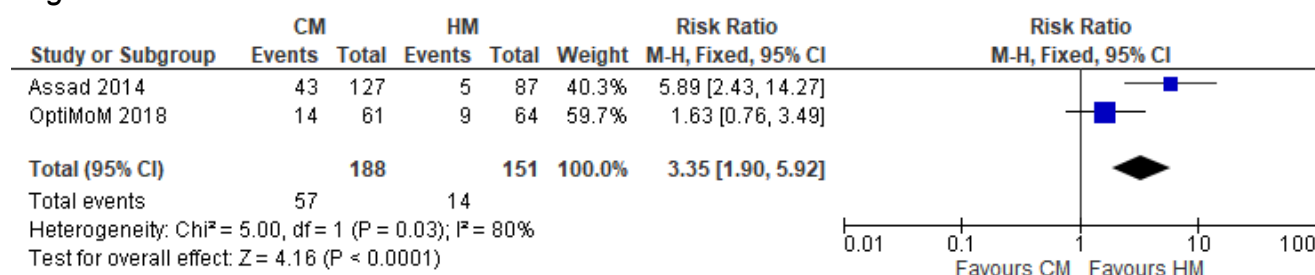 CM HM Risk Ratio Risk Ratio
Study or Subgroup Events Total Events Total Weight M-H, Fixed, 95% CI M-H, Fixed, 95% CI
Assad 2014 43 127 5 87 40.3% 5.89 [2.43, 14.27]
OptiMoM 2018 14 61 9 64 59.7% 1.63 [0.76, 3.49]
Total (95% CI) 188 151 100.0% 3.35 [1.90, 5.92]
Total events 57 14
Heterogeneity: Chi² = 5.00, df = 1 (P = 0.03); I² = 80%
Test for overall effect: Z = 4.16 (P < 0.0001)
0.01 0.1 1 10 100
Favours CM Favours HM